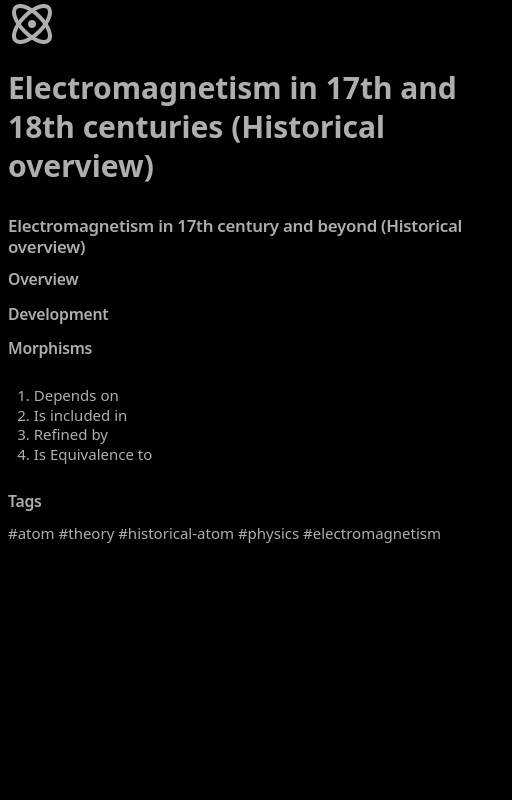 Electromagnetism in 17th and
18th centuries (Historical
overview)
Electromagnetism in 17th century and beyond (Historical
overview)
Overview
Development
Morphisms
1. Depends on
2. Is included in
3. Refined by
4. Is Equivalence to
Tags
#atom #theory #historical-atom #physics #electromagnetism